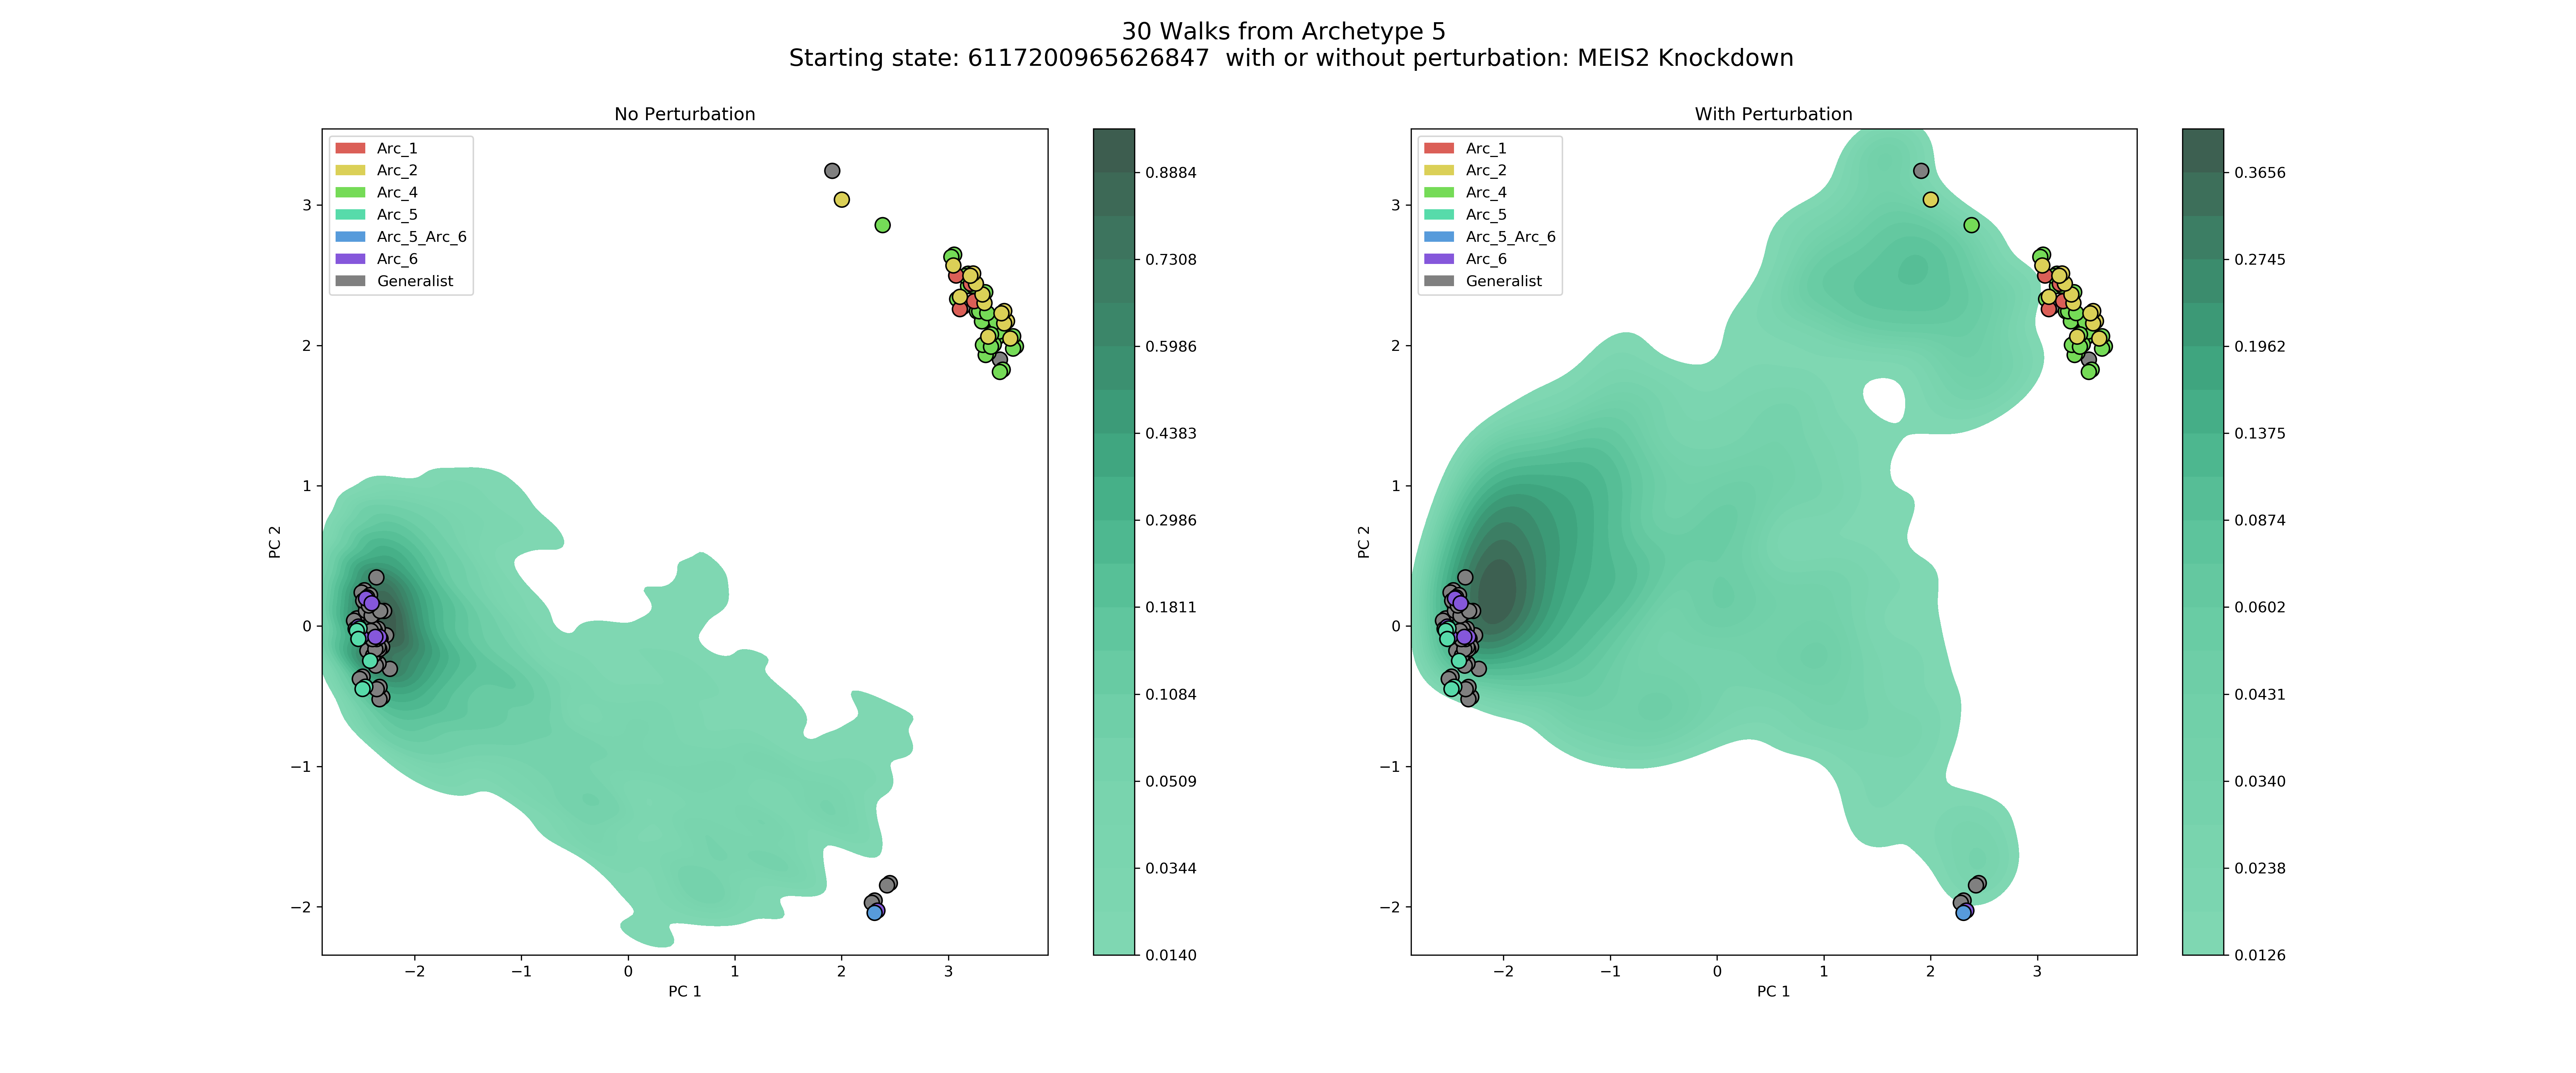 30 Walks from Archetype 5
Starting state: 6117200965626847  with or without perturbation: MEIS2 Knockdown
No Perturbation
Arc_1
Arc_2
Arc_4
Arc_5
Arc_5_Arc_6
Arc_6
Generalist
3
2
1
0
−1
−2
PC 2
−2
−1
0
1
2
3
PC 1
0.8884
0.7308
0.5986
0.4383
0.2986
0.1811
0.1084
0.0509
0.0344
0.0140
With Perturbation
Arc_1
Arc_2
Arc_4
Arc_5
Arc_5_Arc_6
Arc_6
Generalist
3
2
1
0
−1
−2
PC 2
−2
−1
0
1
2
3
PC 1
0.3656
0.2745
0.1962
0.1375
0.0874
0.0602
0.0431
0.0340
0.0238
0.0126